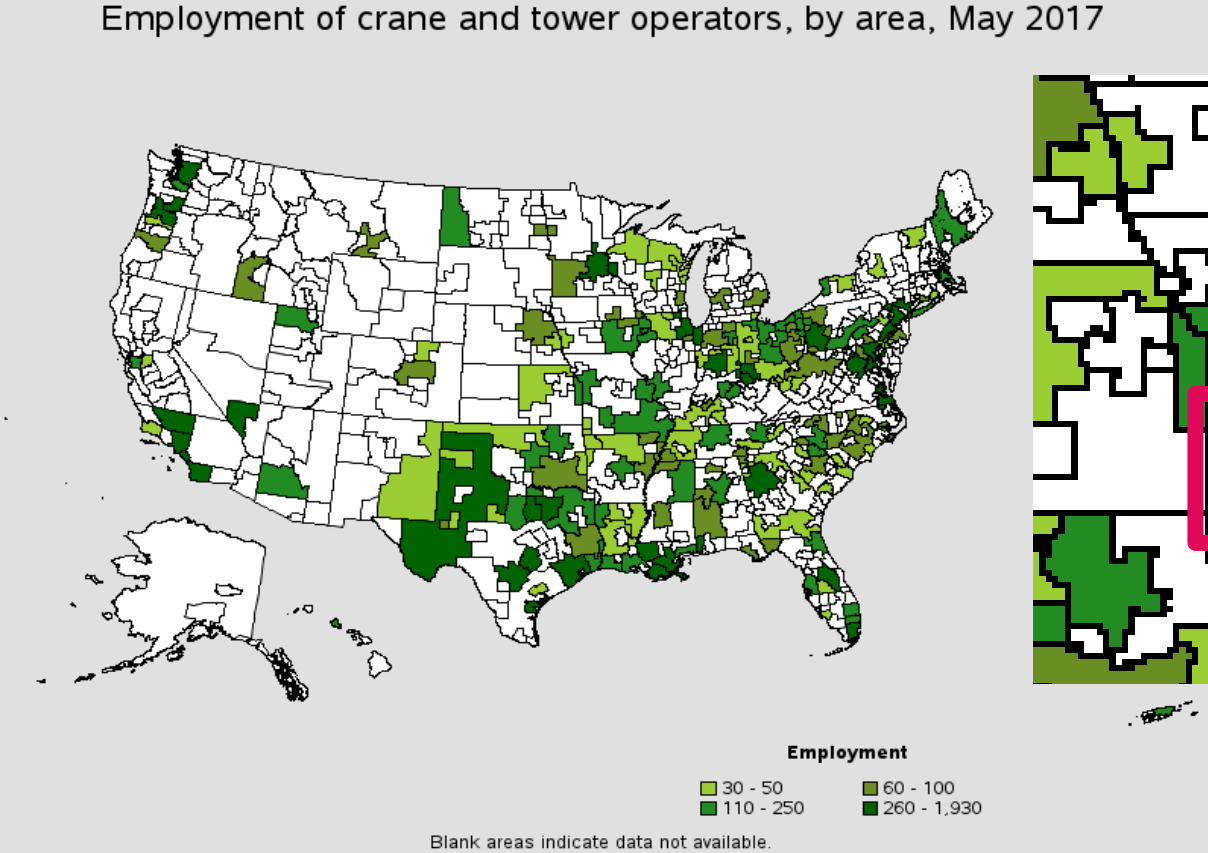 Employment of crane and tower operators, by area, May 2017
Employment
30 - 50
60 - 100
110 - 250
260 - 1,930
Blank areas indicate data not available.